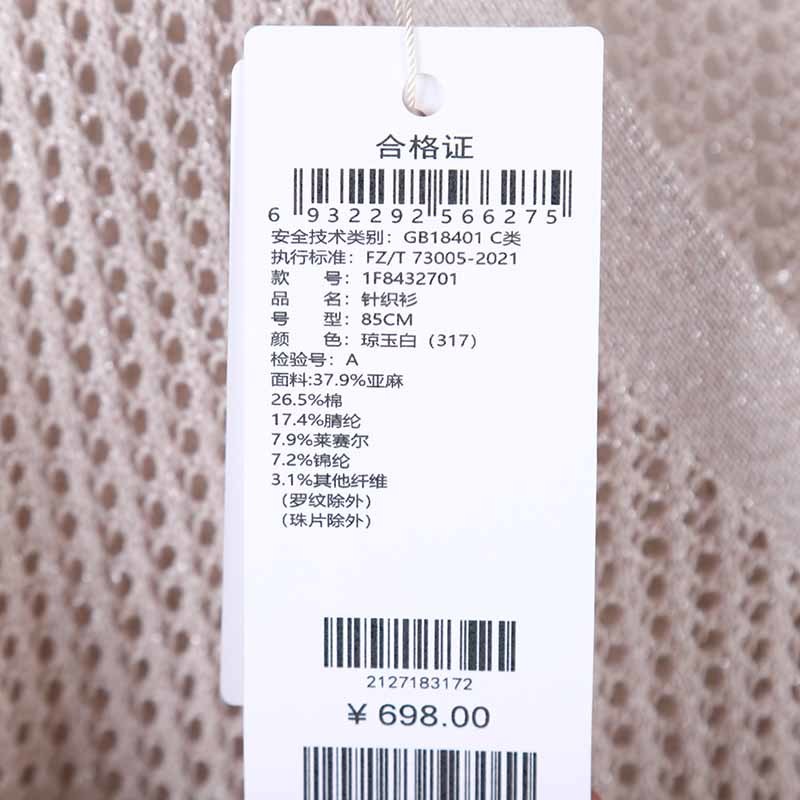 合格证
6 932292 566275
安全技术类别：GB18401 C类
执行标准：FZ/T 73005-2021
款 号：1F8432701
品 名：针织衫
号 型：85CM
颜 色：琼玉白（317）
检验号：A
面料:37.9%亚麻
26.5%棉
17.4%腈纶
7.9%莱赛尔
7.2%锦纶
3.1%其他纤维
（罗纹除外）
（珠片除外）
2127183172
¥ 698.00